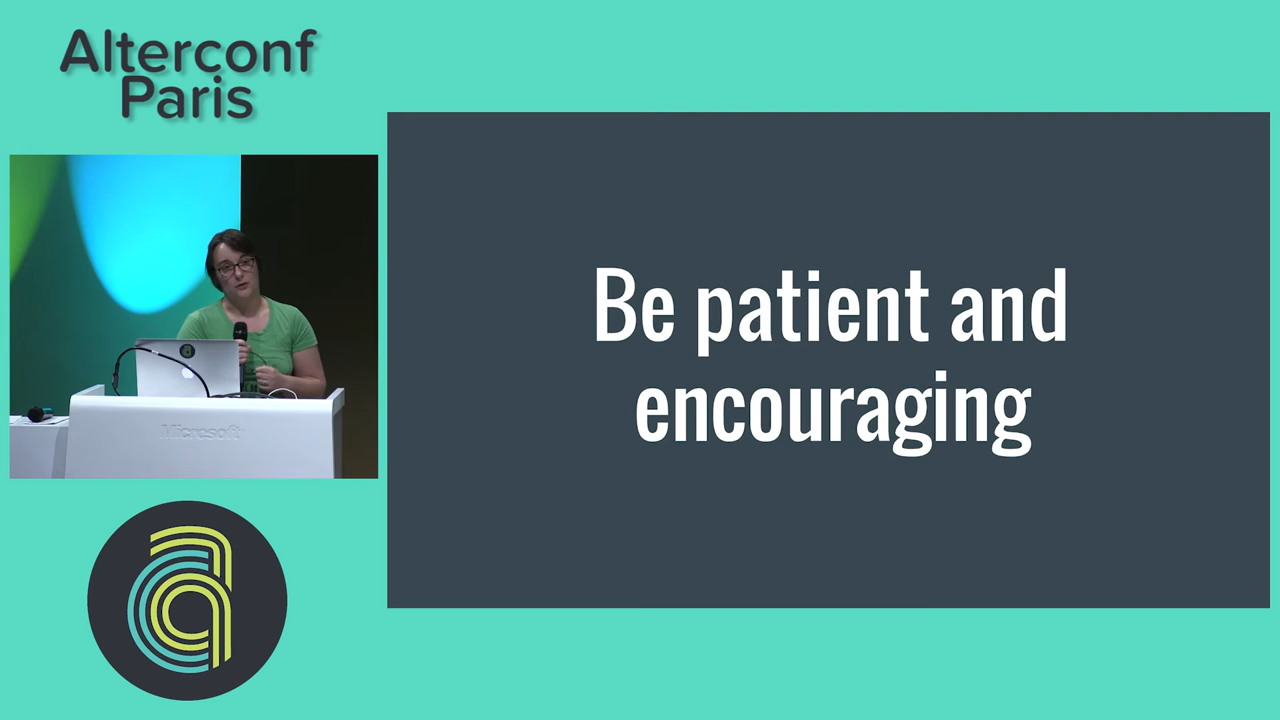 Alterconf
Paris
Be patient and
encouraging
Microsoft